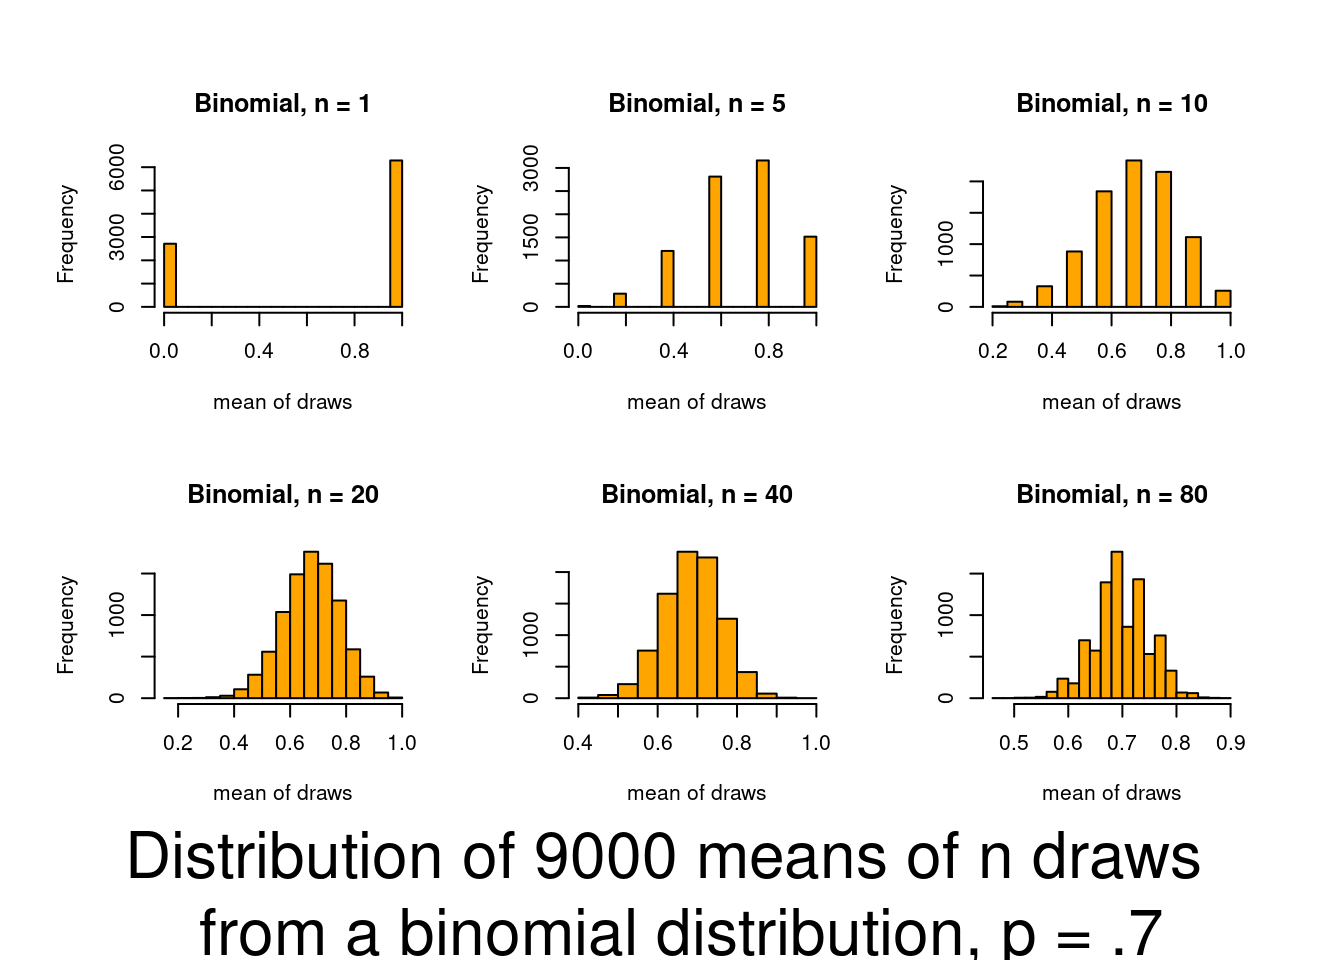 Binomial, n = 1
Frequency
0 3000 6000
0.0 0.4 0.8
mean of draws
Binomial, n = 5
Frequency
0 1500 3000
0.0 0.4 0.8
mean of draws
Binomial, n = 10
Frequency
0 1000
0.2 0.4 0.6 0.8 1.0
mean of draws
Binomial, n = 20
Frequency
0 1000
0.2 0.4 0.6 0.8 1.0
mean of draws
Binomial, n = 40
Frequency
0 1000
0.4 0.6 0.8 1.0
mean of draws
Binomial, n = 80
Frequency
0 1000
0.5 0.6 0.7 0.8 0.9
mean of draws
Distribution of 9000 means of n draws
from a binomial distribution, p = .7